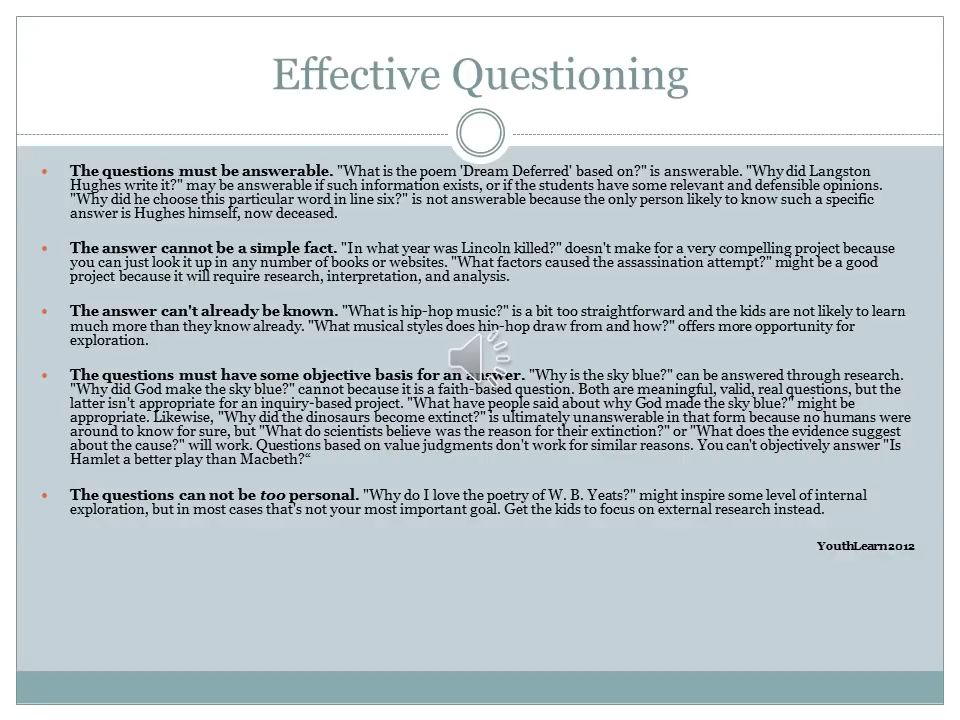 Effective Questioning
• The questions must be answerable. "What is the poem 'Dream Deferred' based on?" is answerable. "Why did Langston
Hughes write it?" may be answerable if such information exists, or if the students have some relevant and defensible opinions.
"Why did he choose this particular word in line six?" is not answerable because the only person likely to know such a specific
answer is Hughes himself, now deceased.
• The answer cannot be a simple fact. "In what year was Lincoln killed?" doesn't make for a very compelling project because
you can just look it up in any number of books or websites. "What factors caused the assassination attempt?" might be a good
project because it will require research, interpretation, and analysis.
• The answer can't already be known. "What is hip-hop music?" is a bit too straightforward and the kids are not likely to learn
much more than they know already. "What musical styles does hip-hop draw from and how?" offers more opportunity for
exploration.
• The questions must have some objective basis for an answer. "Why is the sky blue?" can be answered through research.
"Why did God make the sky blue?" cannot because it is a faith-based question. Both are meaningful, valid, real questions, but the
latter isn't appropriate for an inquiry-based project. "What have people said about why God made the sky blue?" might be
appropriate. Likewise, "Why did the dinosaurs become extinct?" is ultimately unanswerable in that form because no humans were
around to know for sure, but "What do scientists believe was the reason for their extinction?" or "What does the evidence suggest
about the cause?" will work. Questions based on value judgments don't work for similar reasons. You can't objectively answer "Is
Hamlet a better play than Macbeth?“
• The questions can not be too personal. "Why do I love the poetry of W. B. Yeats?" might inspire some level of internal
exploration, but in most cases that's not your most important goal. Get the kids to focus on external research instead.
YouthLearn2012